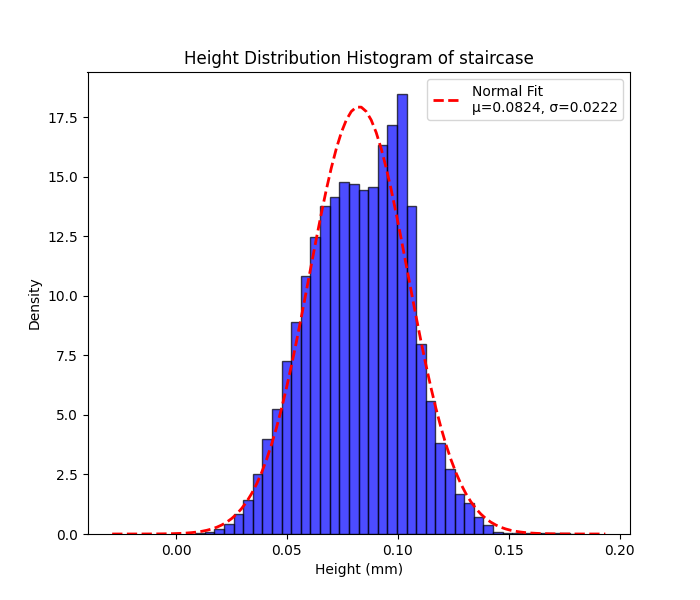 Height Distribution Histogram of staircase
Normal Fit
μ=0.0824, σ=0.0222
17.5
15.0
12.5
10.0
7.5
5.0
2.5
0.0
Density
0.00
0.05
0.10
0.15
0.20
Height (mm)